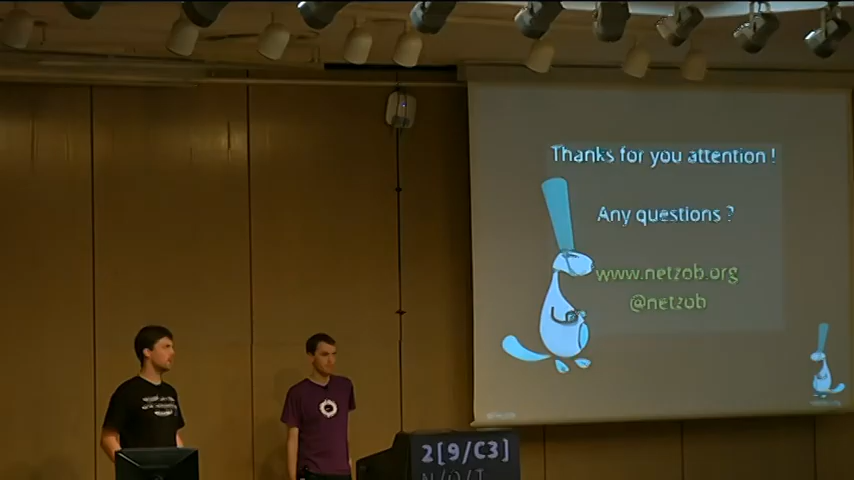 Thanks for you attention !
Any questions ?
www.netzob.org
@netzob
2[9/C3]
N/O/T